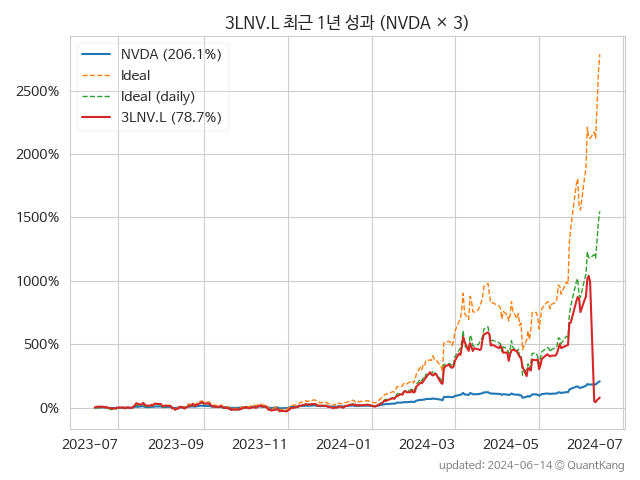 3LNV.L 최근 1년 성과 (NVDA × 3)
NVDA (206.1%)
Ideal
Ideal (daily)
3LNV.L (78.7%)
2500%
2000%
1500%
1000%
500%
0%
2023-07 2023-09 2023-11 2024-01 2024-03 2024-05 2024-07
updated: 2024-06-14 © QuantKang